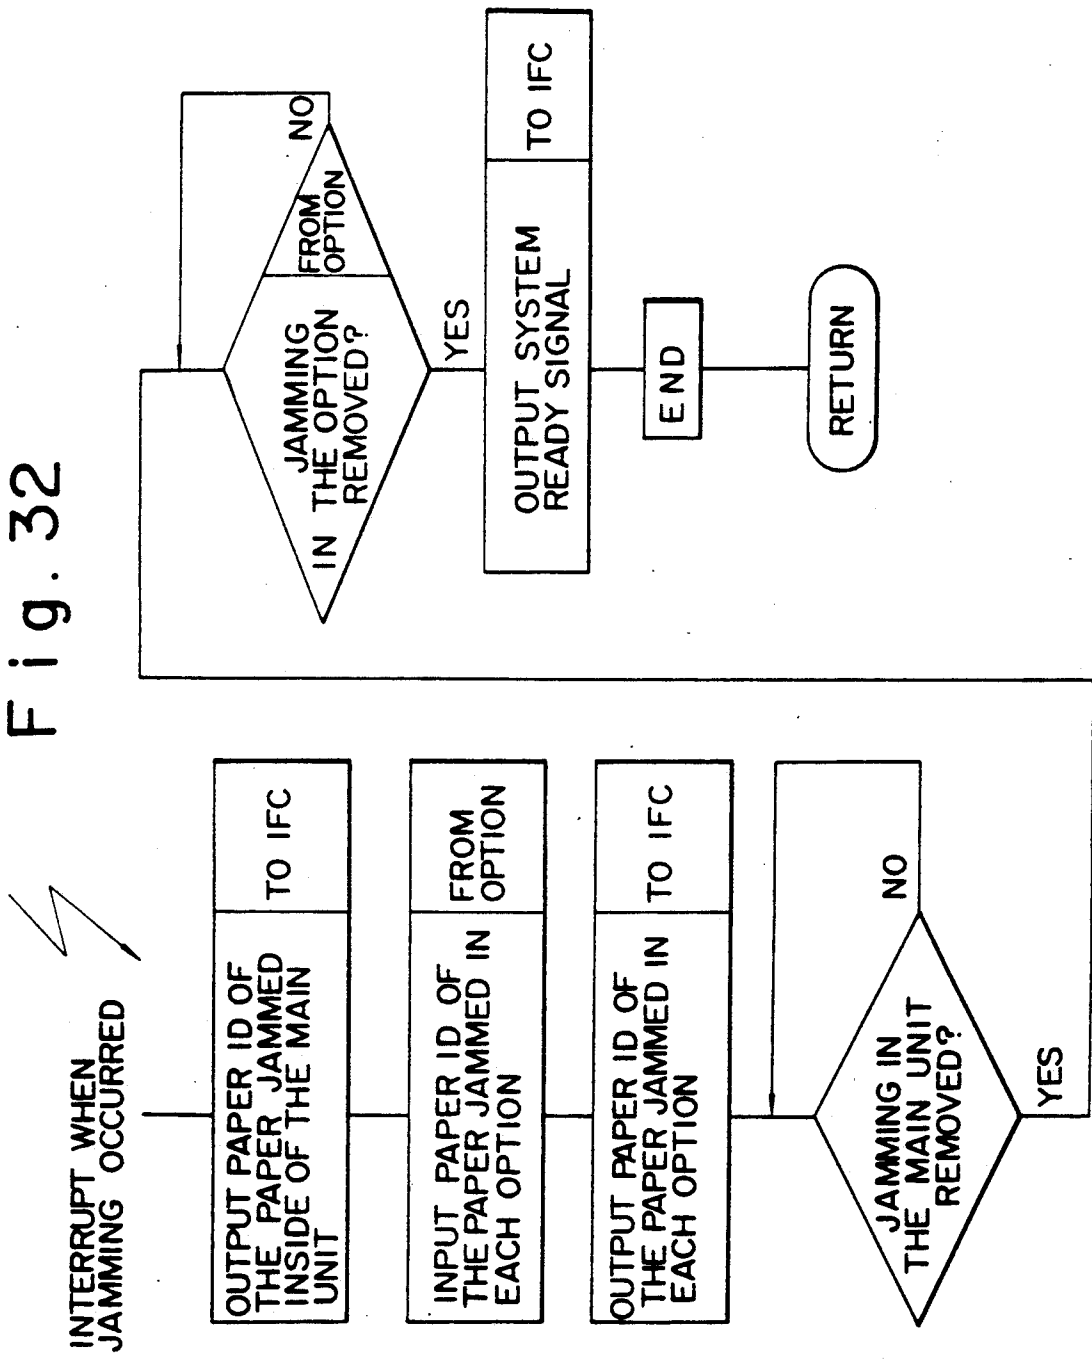 Fig. 32
INTERRUPT WHEN
JAMMING OCCURRED
OUTPUT PAPER ID OF
THE PAPER JAMMED
INSIDE OF THE MAIN
UNIT
TO IFC
INPUT PAPER ID OF
THE PAPER JAMMED IN
EACH OPTION
FROM
OPTION
OUTPUT PAPER ID OF
THE PAPER JAMMED IN
EACH OPTION
TO IFC
JAMMING IN
THE MAIN UNIT
REMOVED?
NO
YES
JAMMING
IN THE OPTION
REMOVED?
FROM
OPTION
NO
YES
OUTPUT SYSTEM
READY SIGNAL
TO IFC
END
RETURN